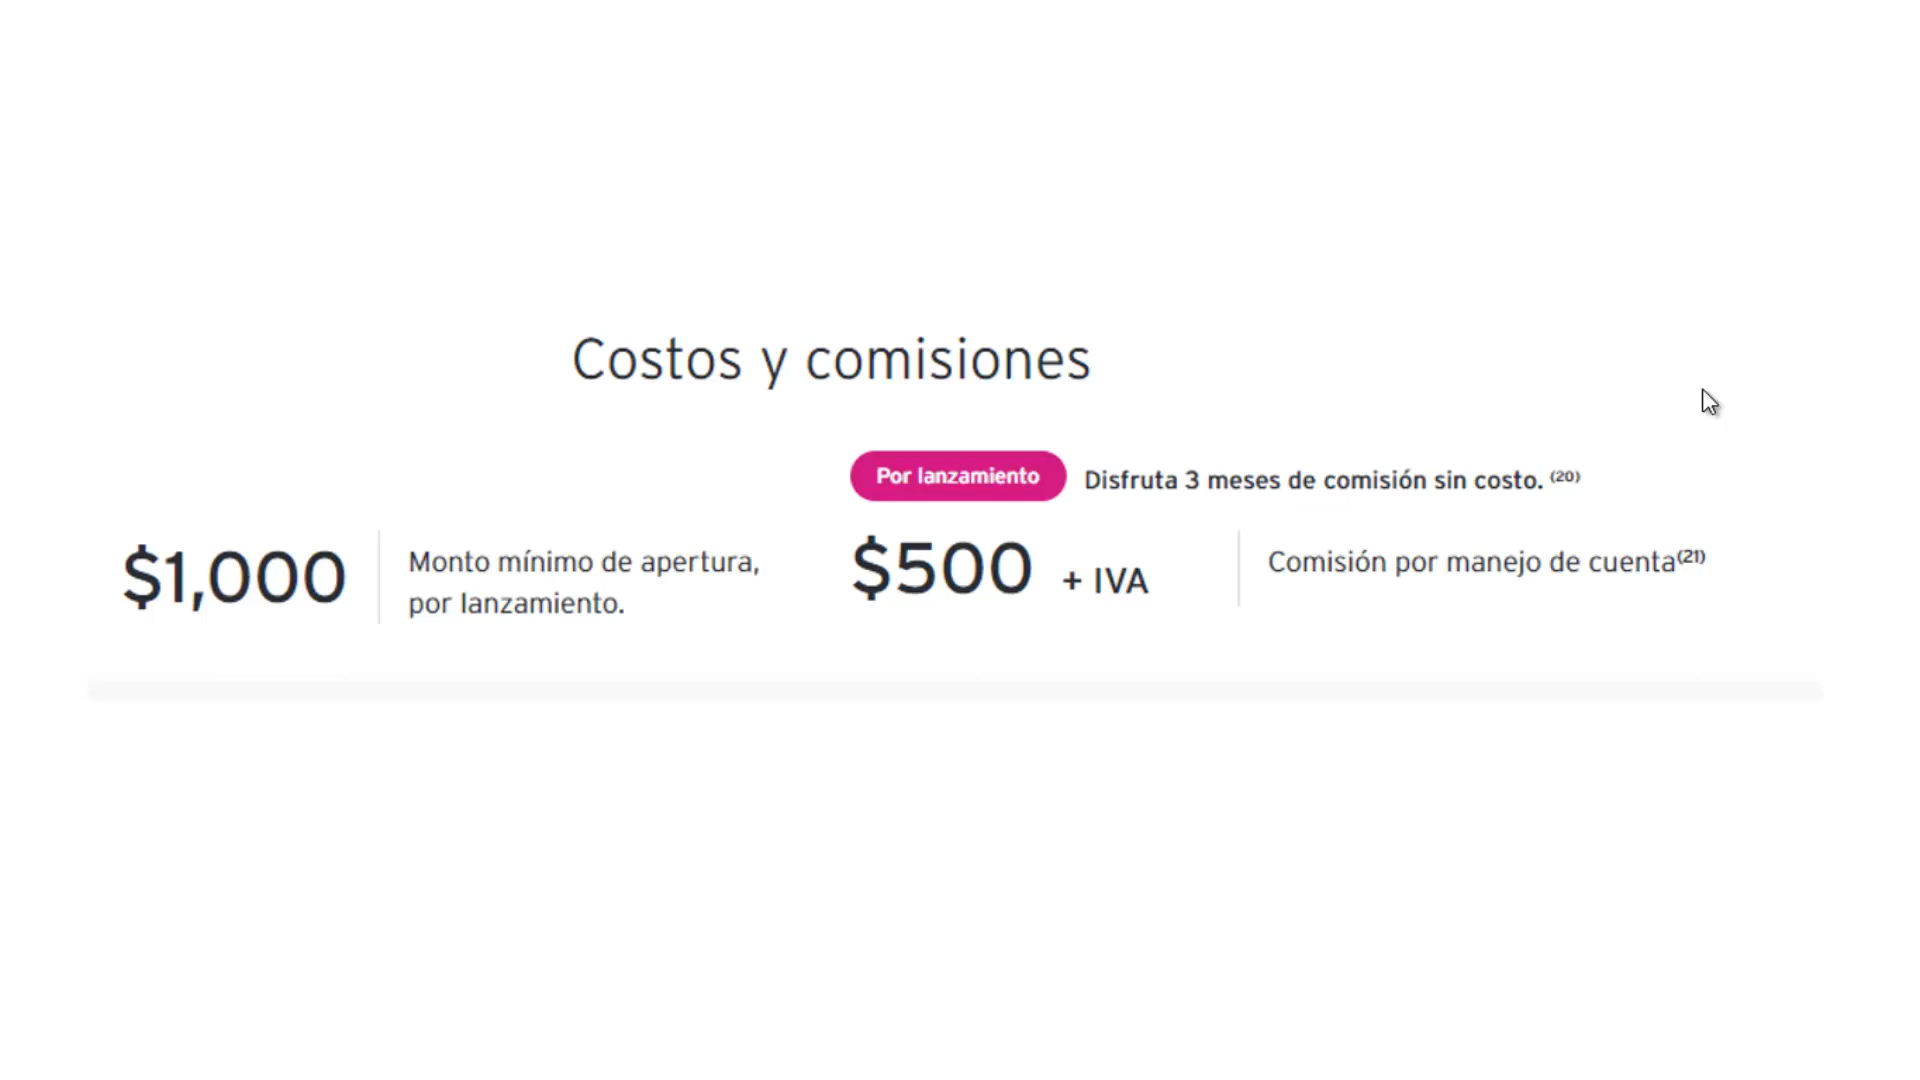 Costos y comisiones
Por lanzamiento Disfruta 3 meses de comisión sin costo. (20)
$1,000
Monto mínimo de apertura,
por lanzamiento.
$500 + IVA
Comisión por manejo de cuenta(21)